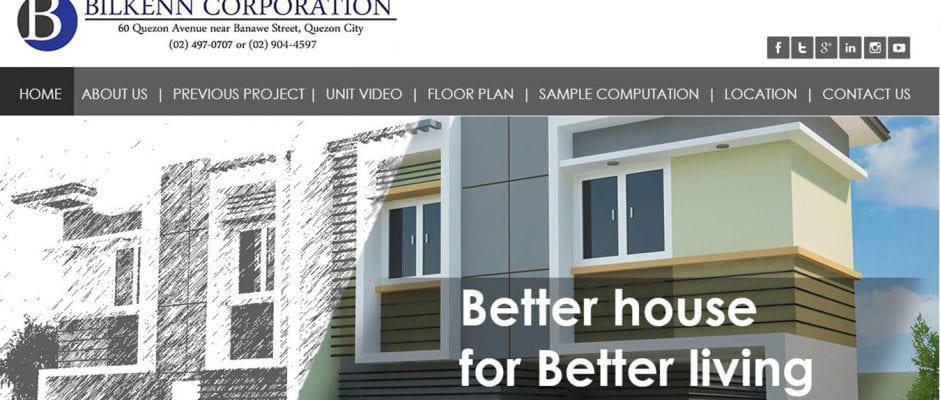 B
BILKENN CORPORATION
60 Quezon Avenue near Banawe Street, Quezon City
(02) 497-0707 or (02) 904-4597
f t g+ in
HOME ABOUT US | PREVIOUS PROJECT | UNIT VIDEO | FLOOR PLAN | SAMPLE COMPUTATION | LOCATION | CONTACT US
Better house
for Better living